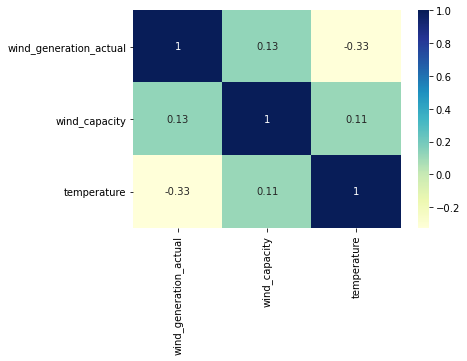 wind_generation_actual
1
0.13
-0.33
wind_capacity
0.13
1
0.11
temperature
-0.33
0.11
1
wind_generation_actual
wind_capacity
temperature
1.0
0.8
0.6
0.4
0.2
0.0
−0.2